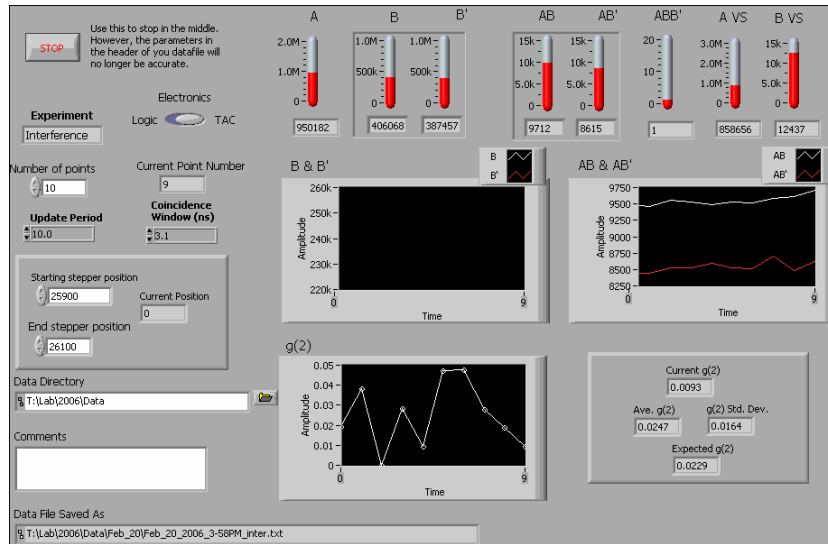 STOP
Use this to stop in the middle.
However, the parameters in
the header of you datafile will
no longer be accurate.
Experiment
Interference
Electronics
Logic TAC
Number of points
10
Current Point Number
9
Update Period
10.0
Coincidence
Window (ns)
3.1
Starting stepper position
25900
Current Position
0
End stepper position
26100
Data Directory
T:\Lab\2006\Data
Comments
Data File Saved As
T:\Lab\2006\Data\Feb_20\Feb_20_2006_3-58PM_inter.txt
A
2.0M
1.0M
0
950182
B
1.0M
500k
0
406068
B'
1.0M
500k
0
387457
AB
15k
10k
5.0k
0
9712
AB'
15k
10k
5.0k
0
8615
ABB'
20
10
0
1
A VS
3.0M
2.0M
1.0M
0
858656
B VS
15k
10k
5.0k
0
12437
B & B'
B
B'
260k
250k
240k
230k
220k
Amplitude
0 9
Time
AB & AB'
AB
AB'
9750
9500
9250
9000
8750
8500
8250
Amplitude
0 9
Time
g(2)
0.05
0.04
0.03
0.02
0.01
0
Amplitude
0 9
Time
Current g(2)
0.0093
Ave. g(2)
0.0247
g(2) Std. Dev.
0.0164
Expected g(2)
0.0229